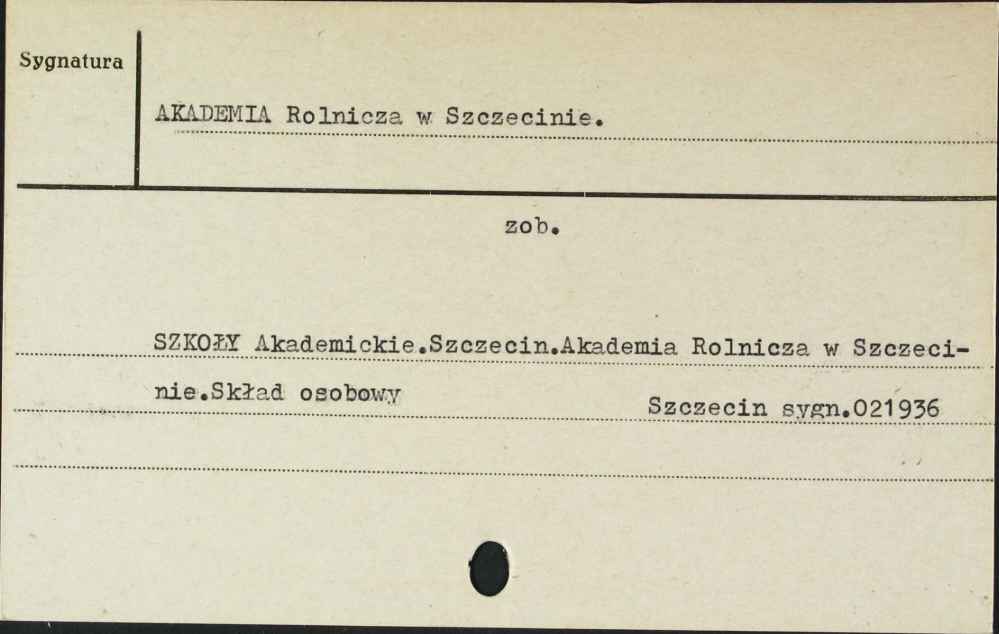 Sygnatura
AKADEMIA Rolnicza w Szczecinie.
zob.
SZKOŁY Akademickie.Szczecin.Akademia Rolnicza w Szczeci-
nie.Skład osobowy
Szczecin sygn.021936